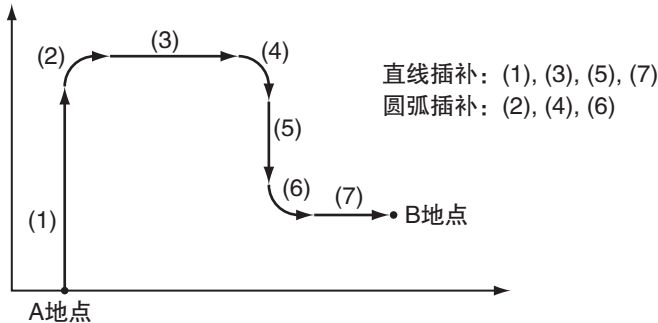 (2)
(3)
(4)
直线插补：(1), (3), (5), (7)
圆弧插补：(2), (4), (6)
(5)
(6)
(7)
(1)
B地点
A地点